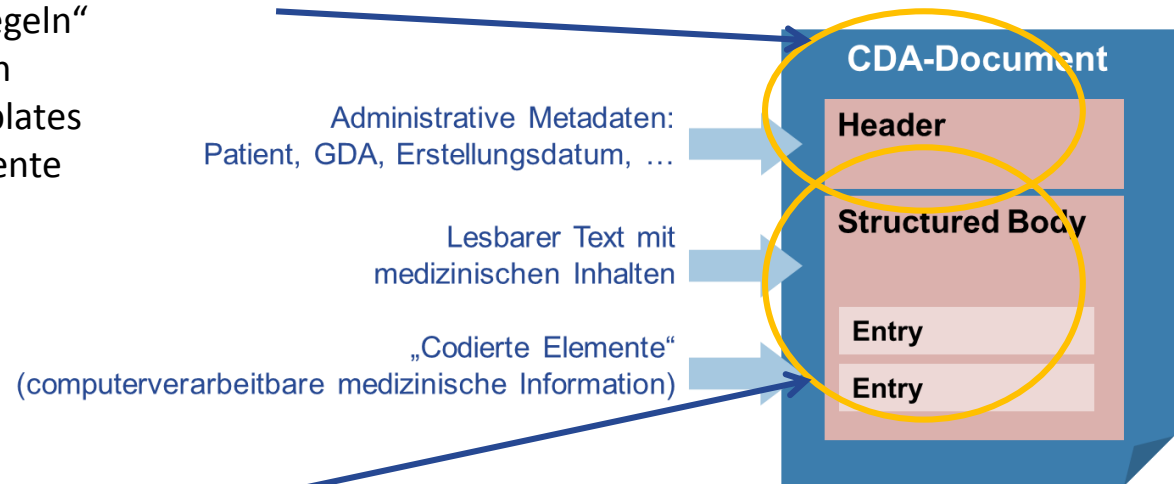 egeln“
plates
ente
Administrative Metadaten:
Patient, GDA, Erstellungsdatum, …
Lesbarer Text mit
medizinischen Inhalten
„Codierte Elemente“
(computerverarbeitbare medizinische Information)
CDA-Document
Header
Structured Body
Entry
Entry